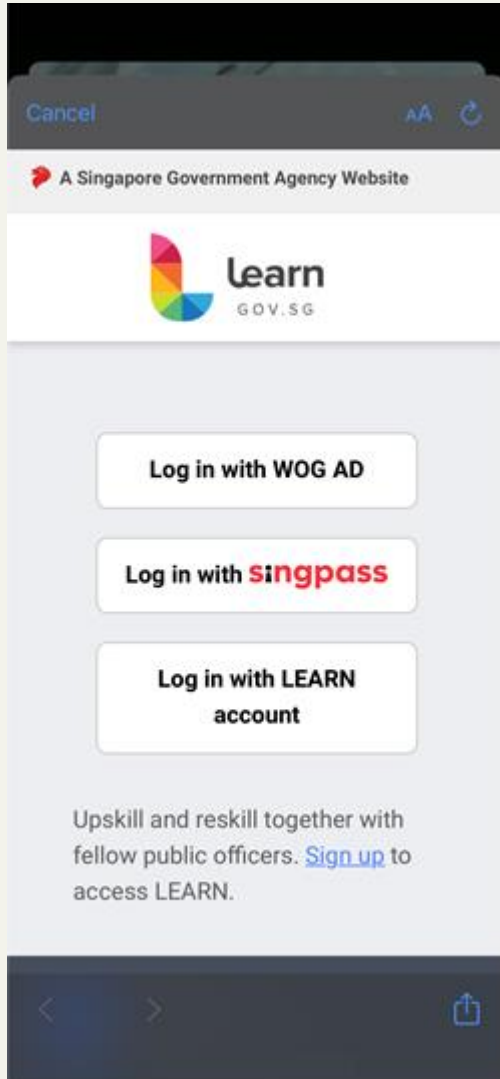 Cancel
AA
A Singapore Government Agency Website
Learn
GOV.SG
Log in with WOG AD
Log in with singpass
Log in with LEARN
account
Upskill and reskill together with
fellow public officers. Sign up to
access LEARN.